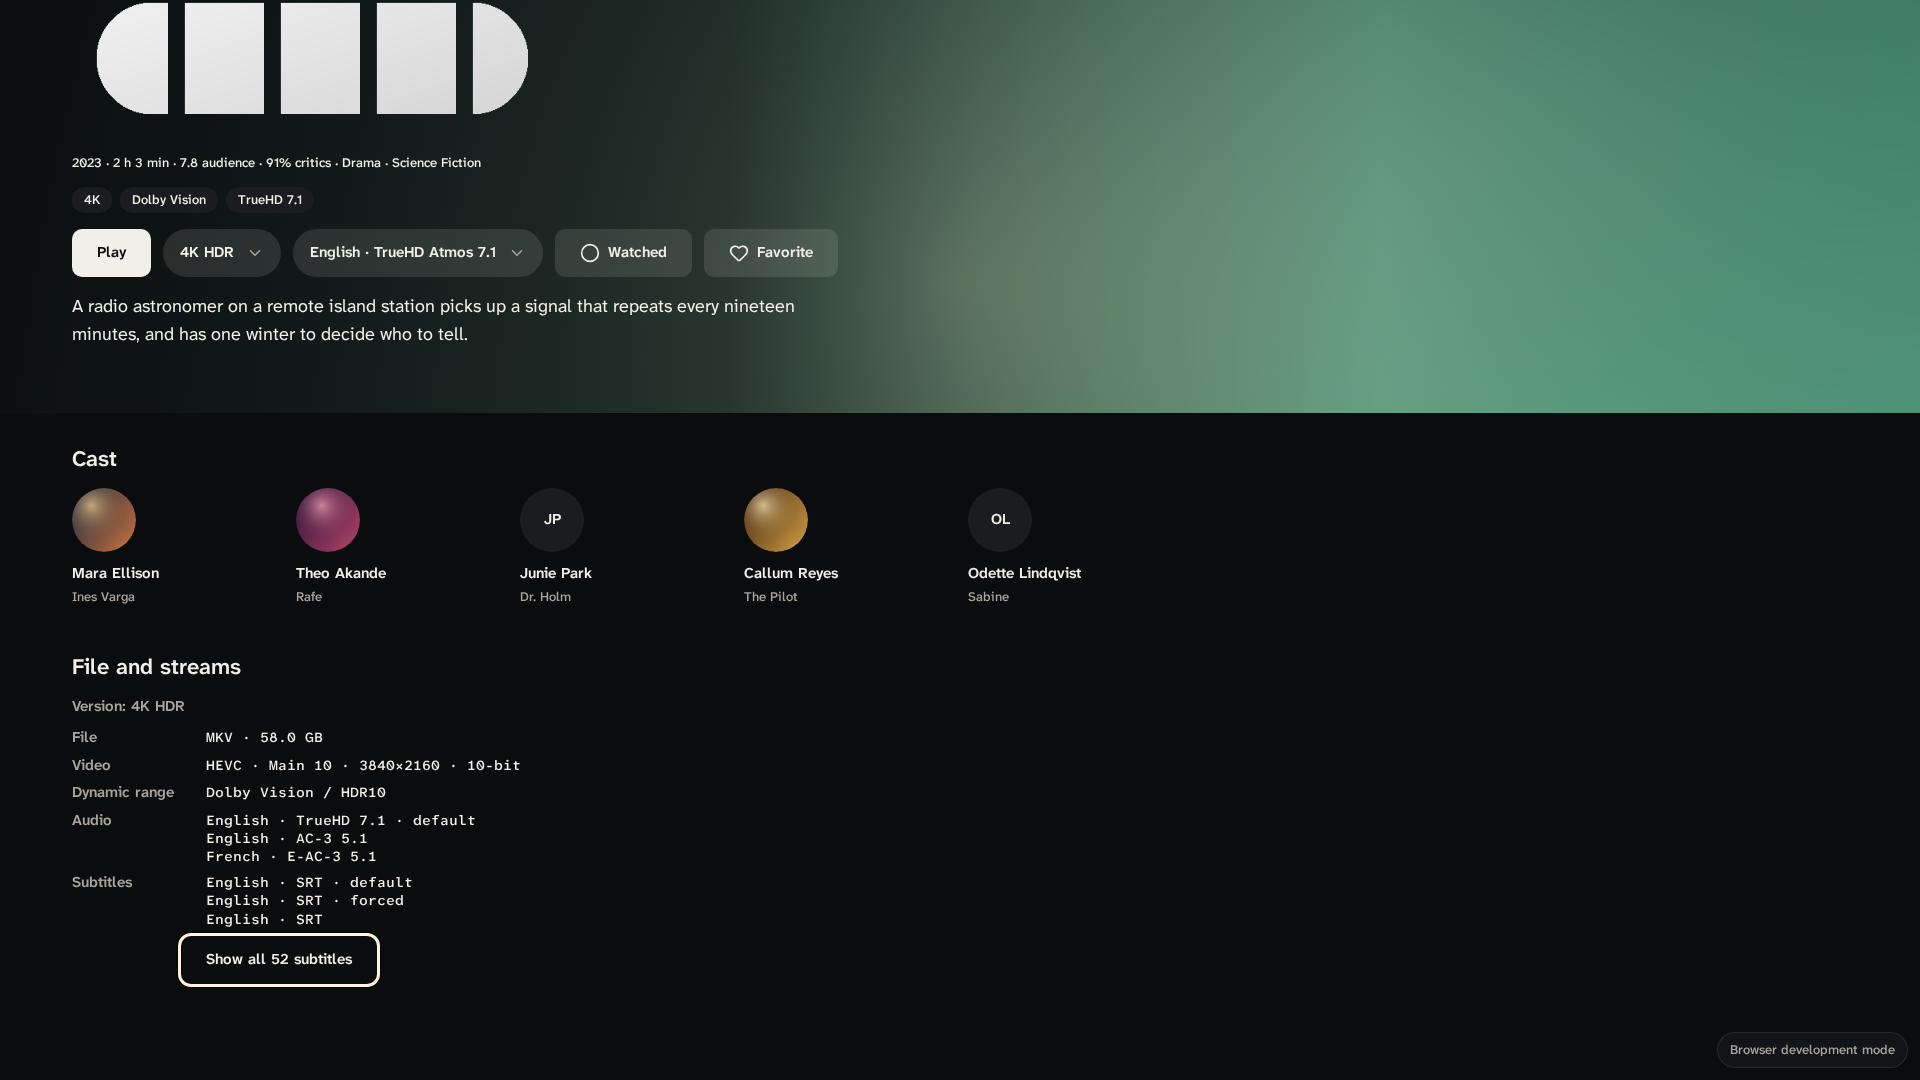 2023 · 2 h 3 min · 7.8 audience · 91% critics · Drama · Science Fiction
4K Dolby Vision TrueHD 7.1
Play 4K HDR English · TrueHD Atmos 7.1 Watched Favorite
A radio astronomer on a remote island station picks up a signal that repeats every nineteen
minutes, and has one winter to decide who to tell.
Cast
JP OL
Mara Ellison Theo Akande Junie Park Callum Reyes Odette Lindqvist
Ines Varga Rafe Dr. Holm The Pilot Sabine
File and streams
Version: 4K HDR
File MKV · 58.0 GB
Video HEVC · Main 10 · 3840×2160 · 10-bit
Dynamic range Dolby Vision / HDR10
Audio English · TrueHD 7.1 · default
English · AC-3 5.1
French · E-AC-3 5.1
Subtitles English · SRT · default
English · SRT · forced
English · SRT
Show all 52 subtitles
Browser development mode